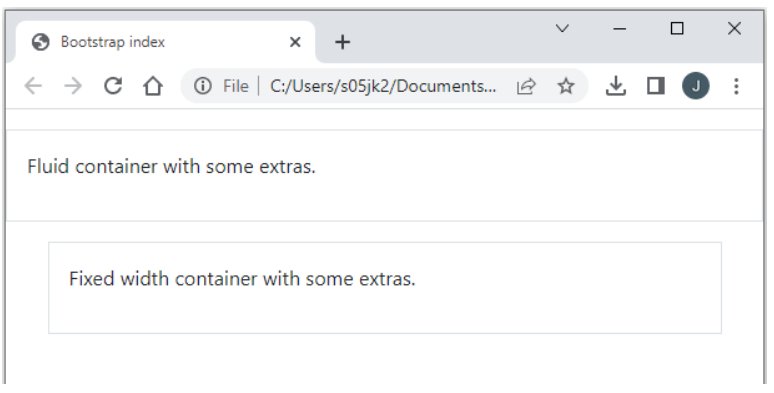 Bootstrap index
File | C:/Users/s05jk2/Documents... J
Fluid container with some extras.
Fixed width container with some extras.